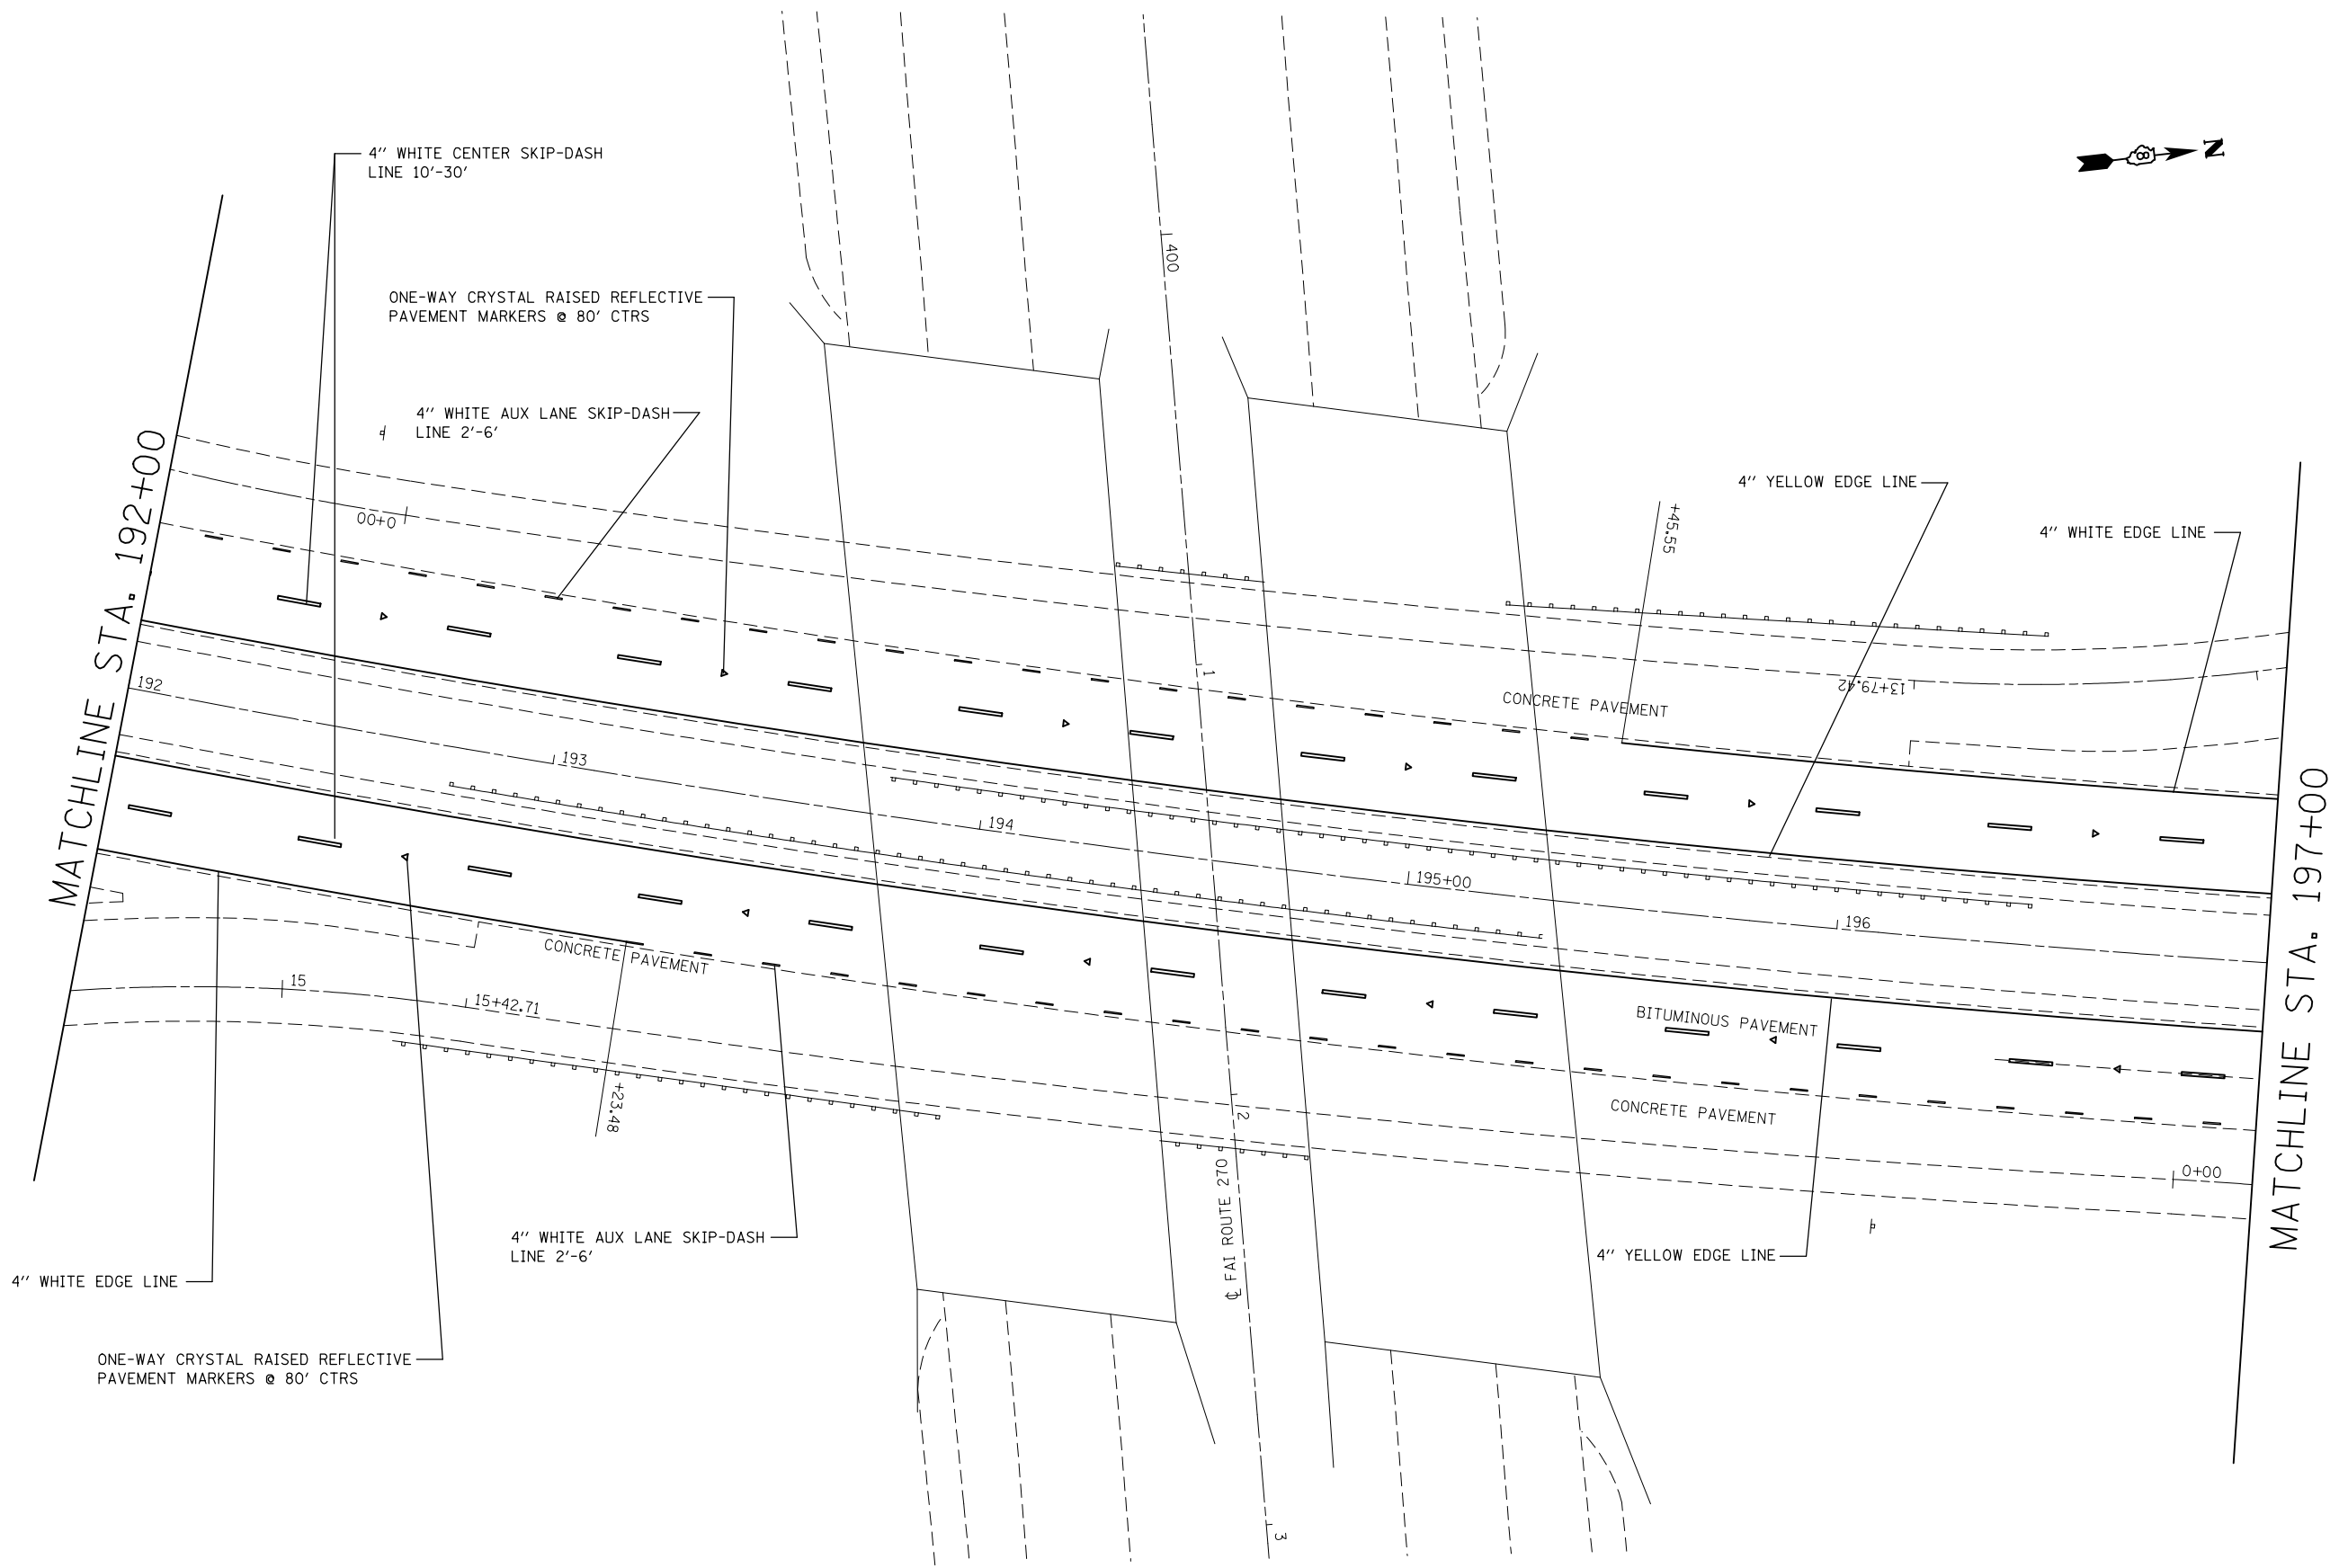 4" WHITE CENTER SKIP-DASH
LINE 10'-30'
N
8
400
ONE-WAY CRYSTAL RAISED REFLECTIVE
PAVEMENT MARKERS @ 80' CTRS
4" WHITE AUX LANE SKIP-DASH
LINE 2'-6'
4" YELLOW EDGE LINE
4" WHITE EDGE LINE
+45.55
00+0
MATCHLINE STA. 192+00
1
13+79.42
CONCRETE PAVEMENT
192
193
194
195+00
196
MATCHLINE STA. 197+00
CONCRETE PAVEMENT
15
15+42.71
BITUMINOUS PAVEMENT
CONCRETE PAVEMENT
+23.48
2
0+00
FAI ROUTE 270
4" WHITE AUX LANE SKIP-DASH
LINE 2'-6'
4" YELLOW EDGE LINE
4" WHITE EDGE LINE
ONE-WAY CRYSTAL RAISED REFLECTIVE
PAVEMENT MARKERS @ 80' CTRS
3